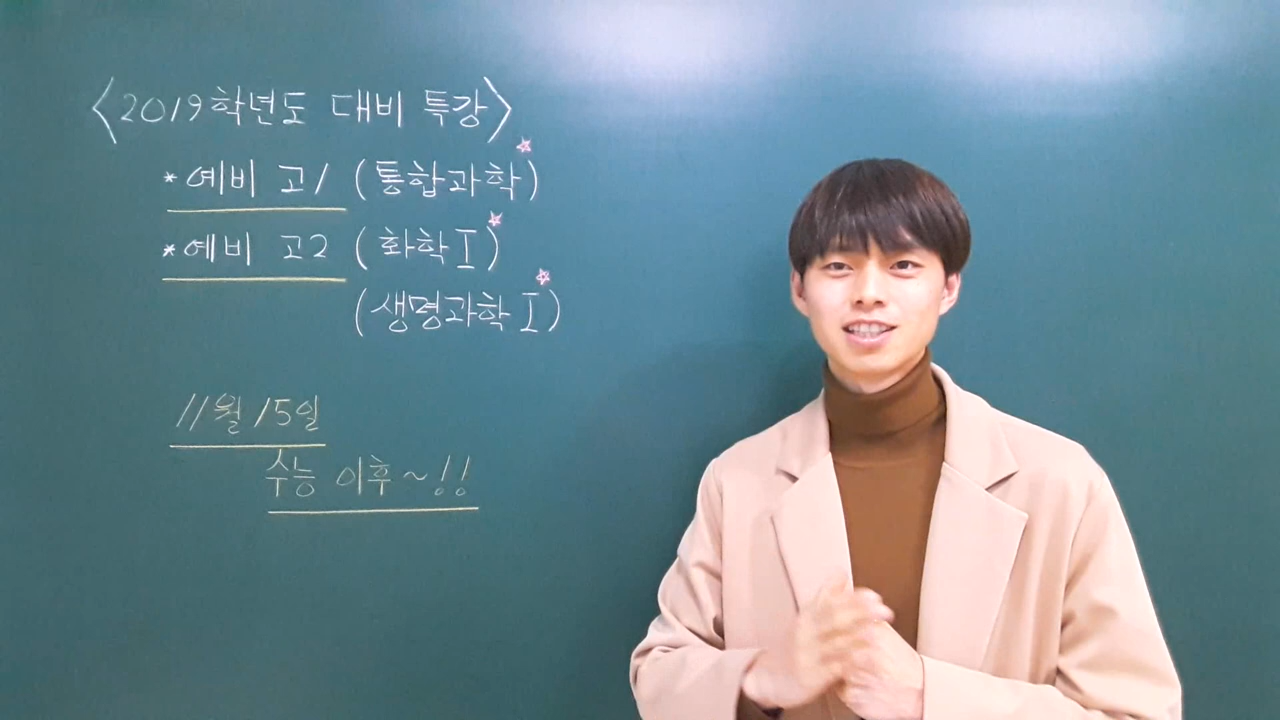 <2019학년도 대비 특강>
*예비 고1 (통합과학)
*예비 고2 (화학I)
(생명과학I)
11월 15일
수능 이후~!!